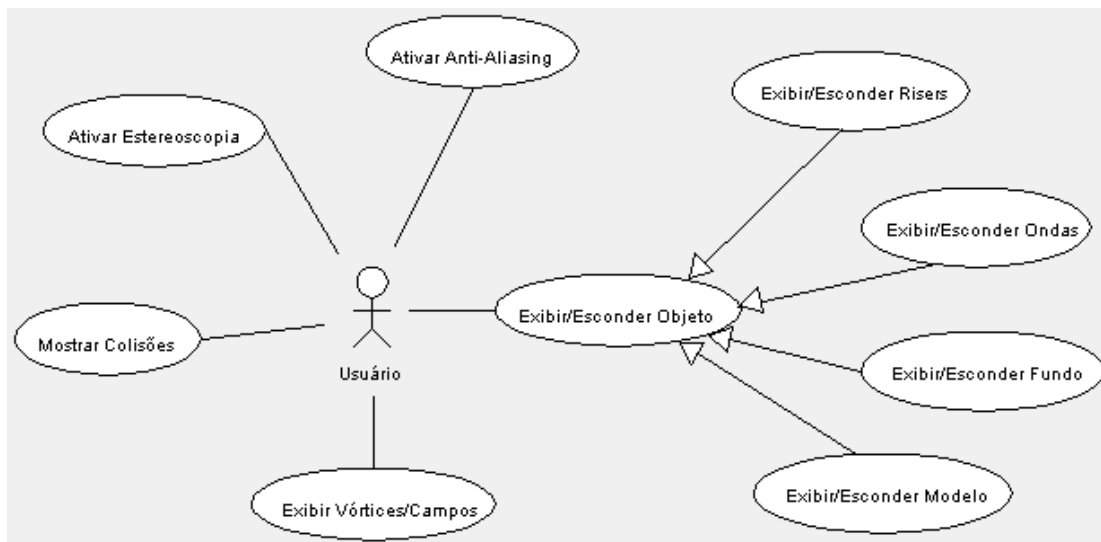 Ativar Anti-Aliasing
Exibir/Esconder Risers
Ativar Estereoscopia
Exibir/Esconder Ondas
Exibir/Esconder Objeto
Mostrar Colisões
Usuário
Exibir/Esconder Fundo
Exibir Vórtices/Campos
Exibir/Esconder Modelo